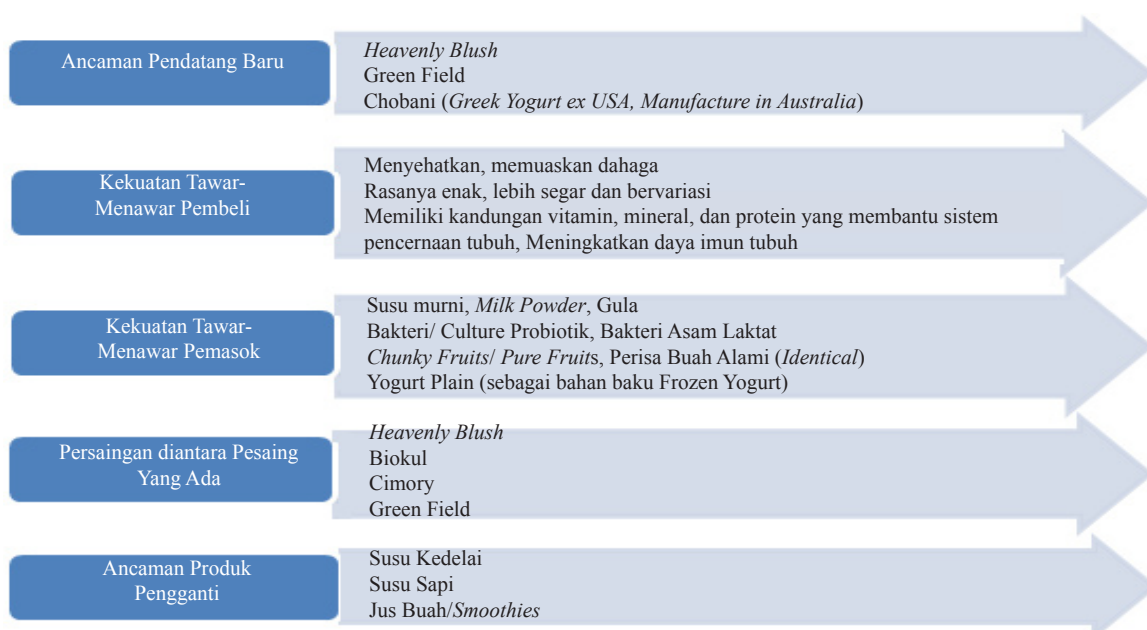 Ancaman Pendatang Baru
Heavenly Blush
Green Field
Chobani (Greek Yogurt ex USA, Manufacture in Australia)
Kekuatan Tawar-
Menawar Pembeli
Menyehatkan, memuaskan dahaga
Rasanya enak, lebih segar dan bervariasi
Memiliki kandungan vitamin, mineral, dan protein yang membantu sistem
pencernaan tubuh, Meningkatkan daya imun tubuh
Kekuatan Tawar-
Menawar Pemasok
Susu murni, Milk Powder, Gula
Bakteri/ Culture Probiotik, Bakteri Asam Laktat
Chunky Fruits/ Pure Fruits, Perisa Buah Alami (Identical)
Yogurt Plain (sebagai bahan baku Frozen Yogurt)
Persaingan diantara Pesaing
Yang Ada
Heavenly Blush
Biokul
Cimory
Green Field
Ancaman Produk
Pengganti
Susu Kedelai
Susu Sapi
Jus Buah/Smoothies